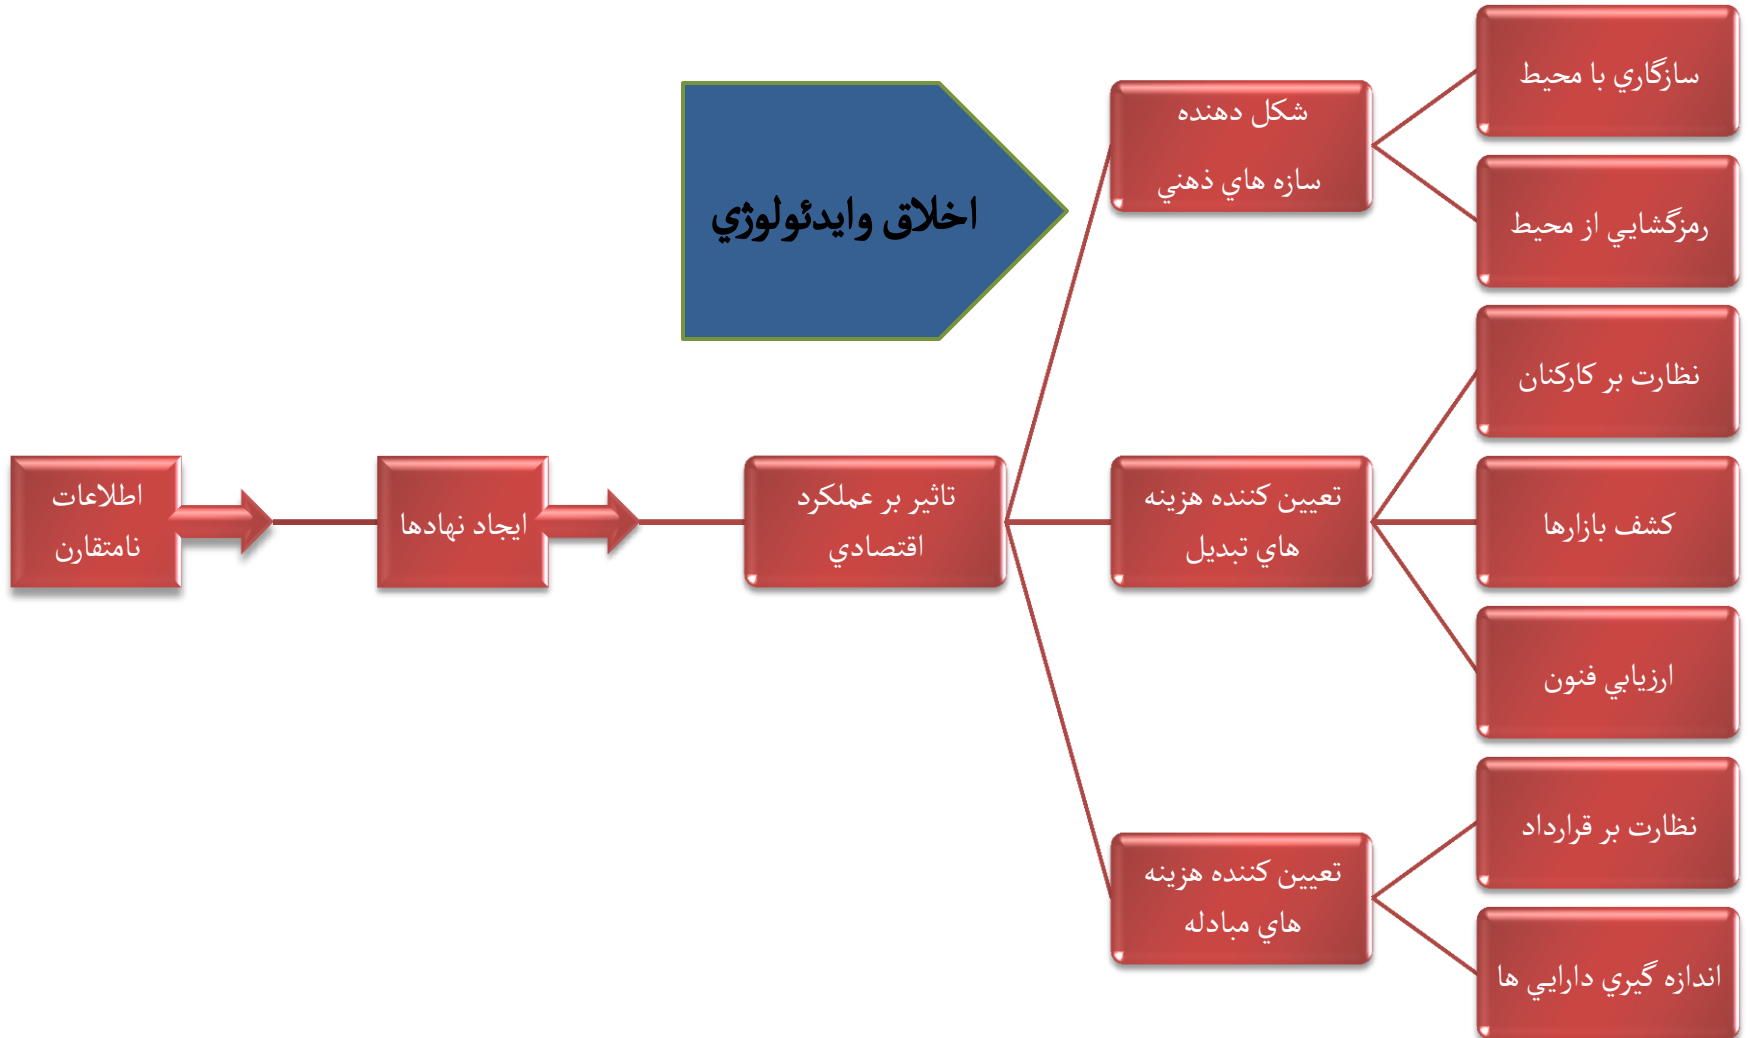 سازگاري با محيط
شكل دهنده
سازه هاي ذهني
اخلاق وايدئولوژي
رمزگشايي از محيط
نظارت بر كاركنان
اطلاعات
نامتقارن
ايجاد نهادها
تاثير بر عملكرد
اقتصادي
تعيين كننده هزينه
هاي تبديل
كشف بازارها
ارزيابي فنون
نظارت بر قرارداد
تعيين كننده هزينه
هاي مبادله
اندازه گيري دارايي ها